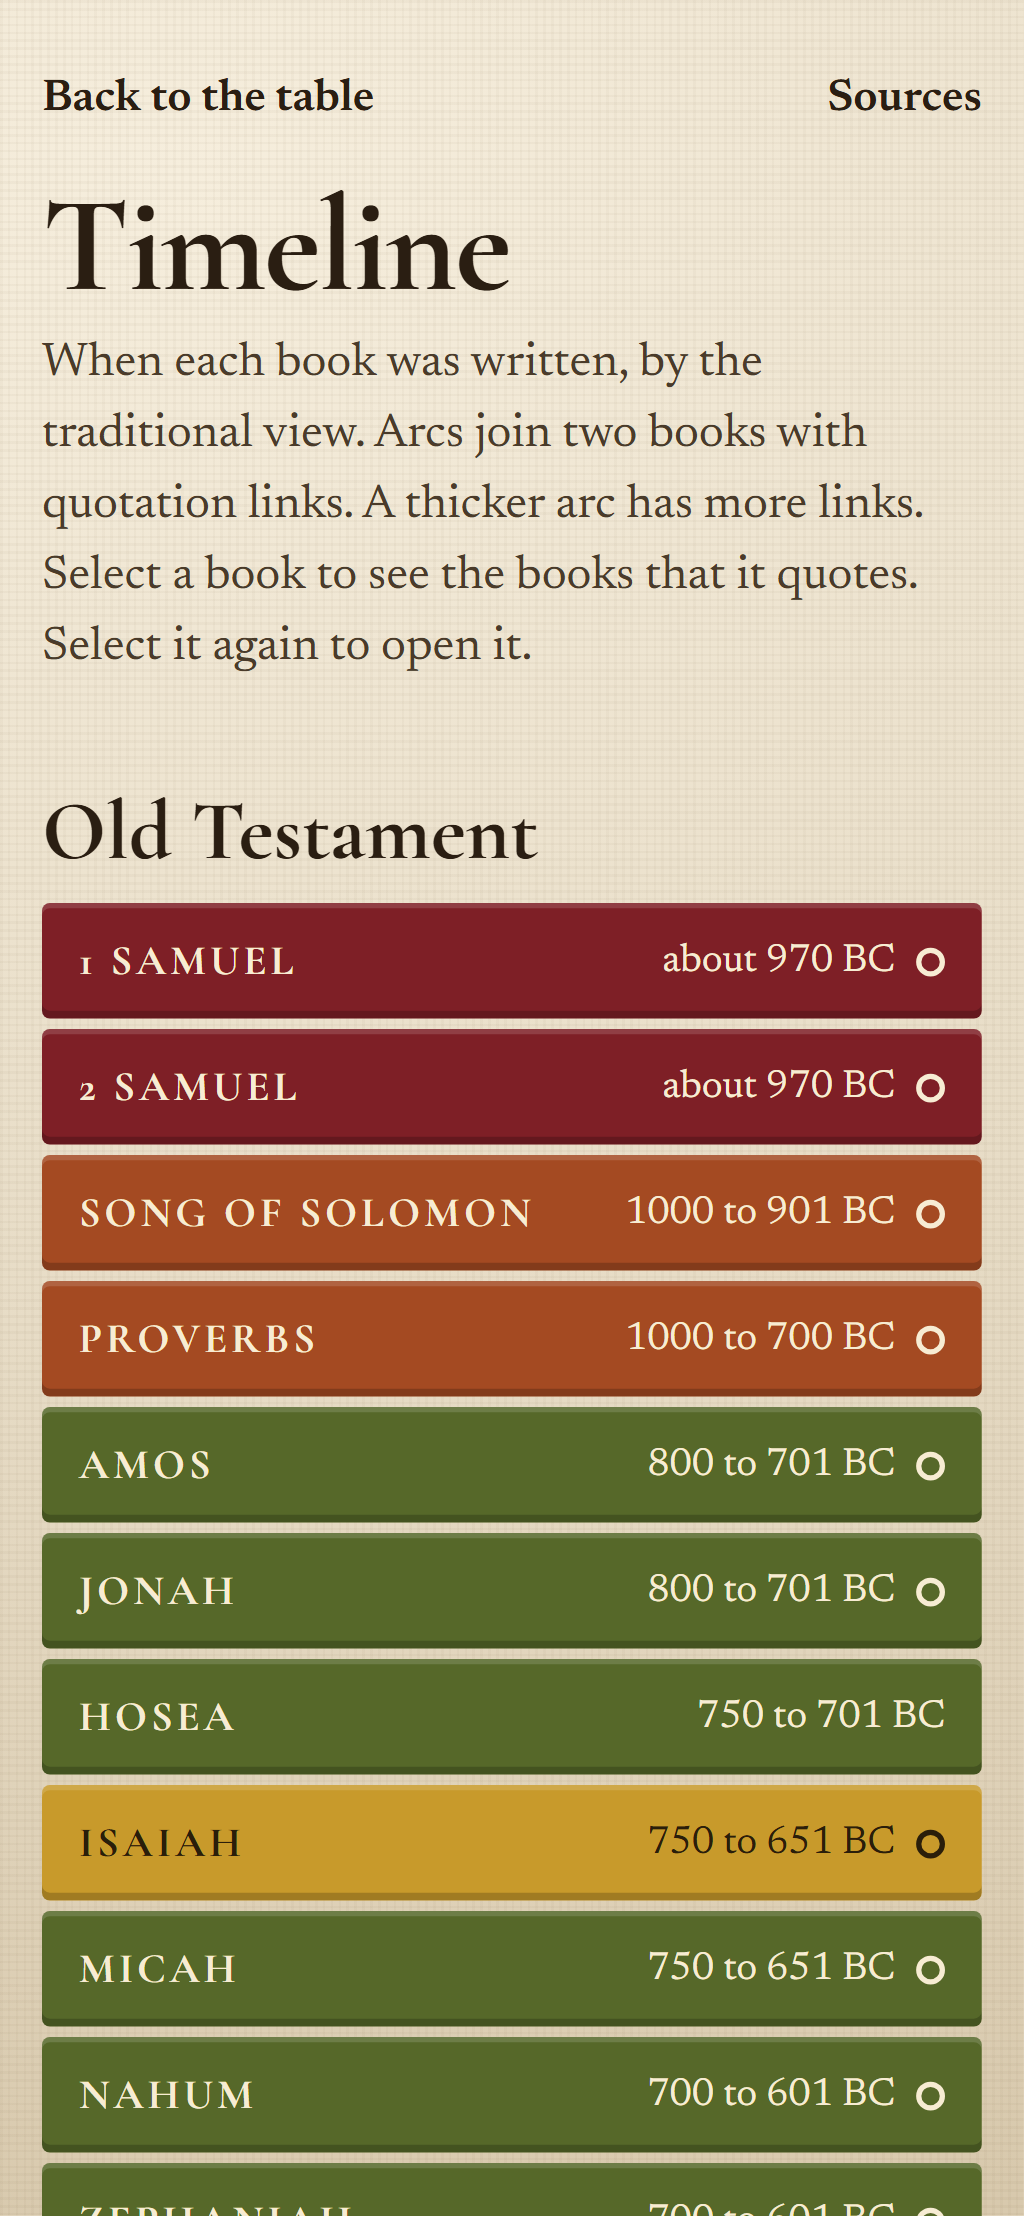 Back to the table
Sources
Timeline
When each book was written, by the
traditional view. Arcs join two books with
quotation links. A thicker arc has more links.
Select a book to see the books that it quotes.
Select it again to open it.
Old Testament
1 SAMUEL about 970 BC
2 SAMUEL about 970 BC
SONG OF SOLOMON 1000 to 901 BC
PROVERBS 1000 to 700 BC
AMOS 800 to 701 BC
JONAH 800 to 701 BC
HOSEA 750 to 701 BC
ISAIAH 750 to 651 BC
MICAH 750 to 651 BC
NAHUM 700 to 601 BC
ZEPHANIAH 700 to 601 BC